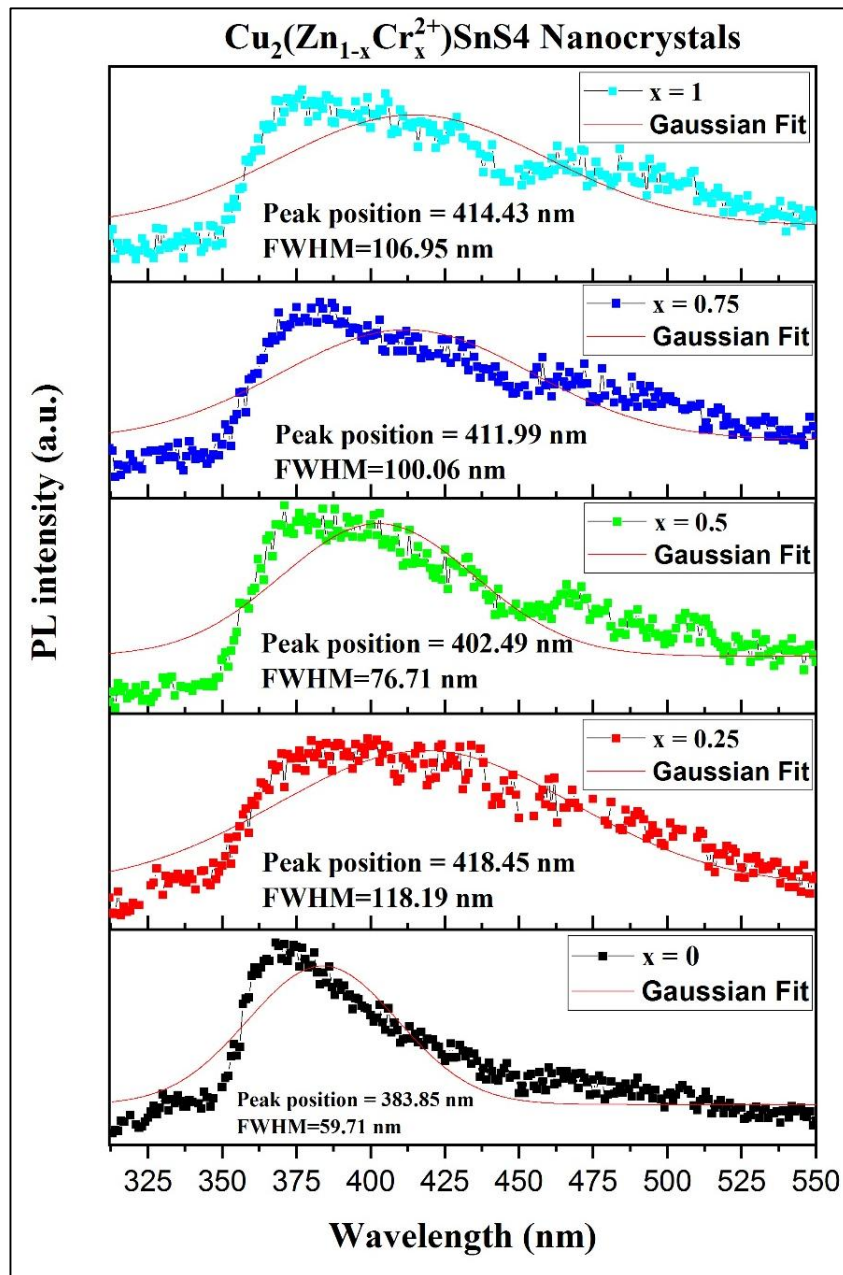 Cu₂(Zn₁₋ₓCrₓ²⁺)SnS4 Nanocrystals
x = 1
Gaussian Fit
Peak position = 414.43 nm
FWHM=106.95 nm
x = 0.75
Gaussian Fit
Peak position = 411.99 nm
FWHM=100.06 nm
x = 0.5
Gaussian Fit
Peak position = 402.49 nm
FWHM=76.71 nm
x = 0.25
Gaussian Fit
Peak position = 418.45 nm
FWHM=118.19 nm
x = 0
Gaussian Fit
Peak position = 383.85 nm
FWHM=59.71 nm
PL intensity (a.u.)
325 350 375 400 425 450 475 500 525 550
Wavelength (nm)